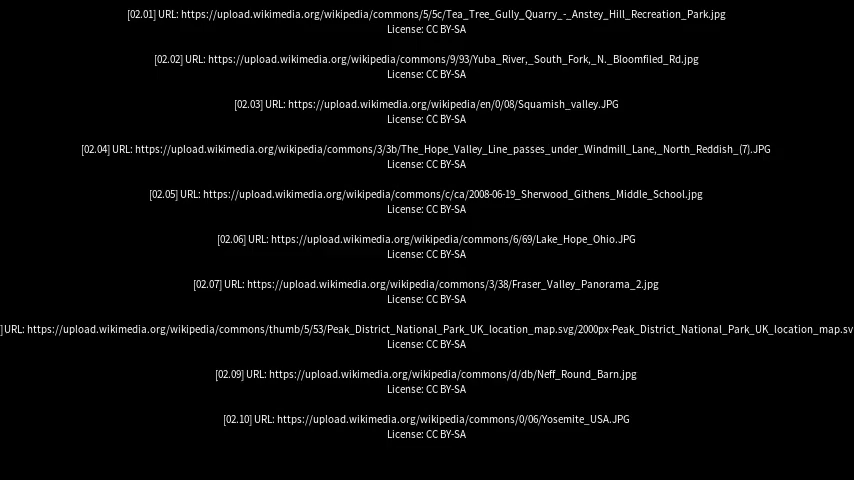 [02.01] URL: https://upload.wikimedia.org/wikipedia/commons/5/5c/Tea_Tree_Gully_Quarry_-_Anstey_Hill_Recreation_Park.jpg
License: CC BY-SA
[02.02] URL: https://upload.wikimedia.org/wikipedia/commons/9/93/Yuba_River,_South_Fork,_N._Bloomfiled_Rd.jpg
License: CC BY-SA
[02.03] URL: https://upload.wikimedia.org/wikipedia/en/0/08/Squamish_valley.JPG
License: CC BY-SA
[02.04] URL: https://upload.wikimedia.org/wikipedia/commons/3/3b/The_Hope_Valley_Line_passes_under_Windmill_Lane,_North_Reddish_(7).JPG
License: CC BY-SA
[02.05] URL: https://upload.wikimedia.org/wikipedia/commons/c/ca/2008-06-19_Sherwood_Githens_Middle_School.jpg
License: CC BY-SA
[02.06] URL: https://upload.wikimedia.org/wikipedia/commons/6/69/Lake_Hope_Ohio.JPG
License: CC BY-SA
[02.07] URL: https://upload.wikimedia.org/wikipedia/commons/3/38/Fraser_Valley_Panorama_2.jpg
License: CC BY-SA
] URL: https://upload.wikimedia.org/wikipedia/commons/thumb/5/53/Peak_District_National_Park_UK_location_map.svg/2000px-Peak_District_National_Park_UK_location_map.sv
License: CC BY-SA
[02.09] URL: https://upload.wikimedia.org/wikipedia/commons/d/db/Neff_Round_Barn.jpg
License: CC BY-SA
[02.10] URL: https://upload.wikimedia.org/wikipedia/commons/0/06/Yosemite_USA.JPG
License: CC BY-SA